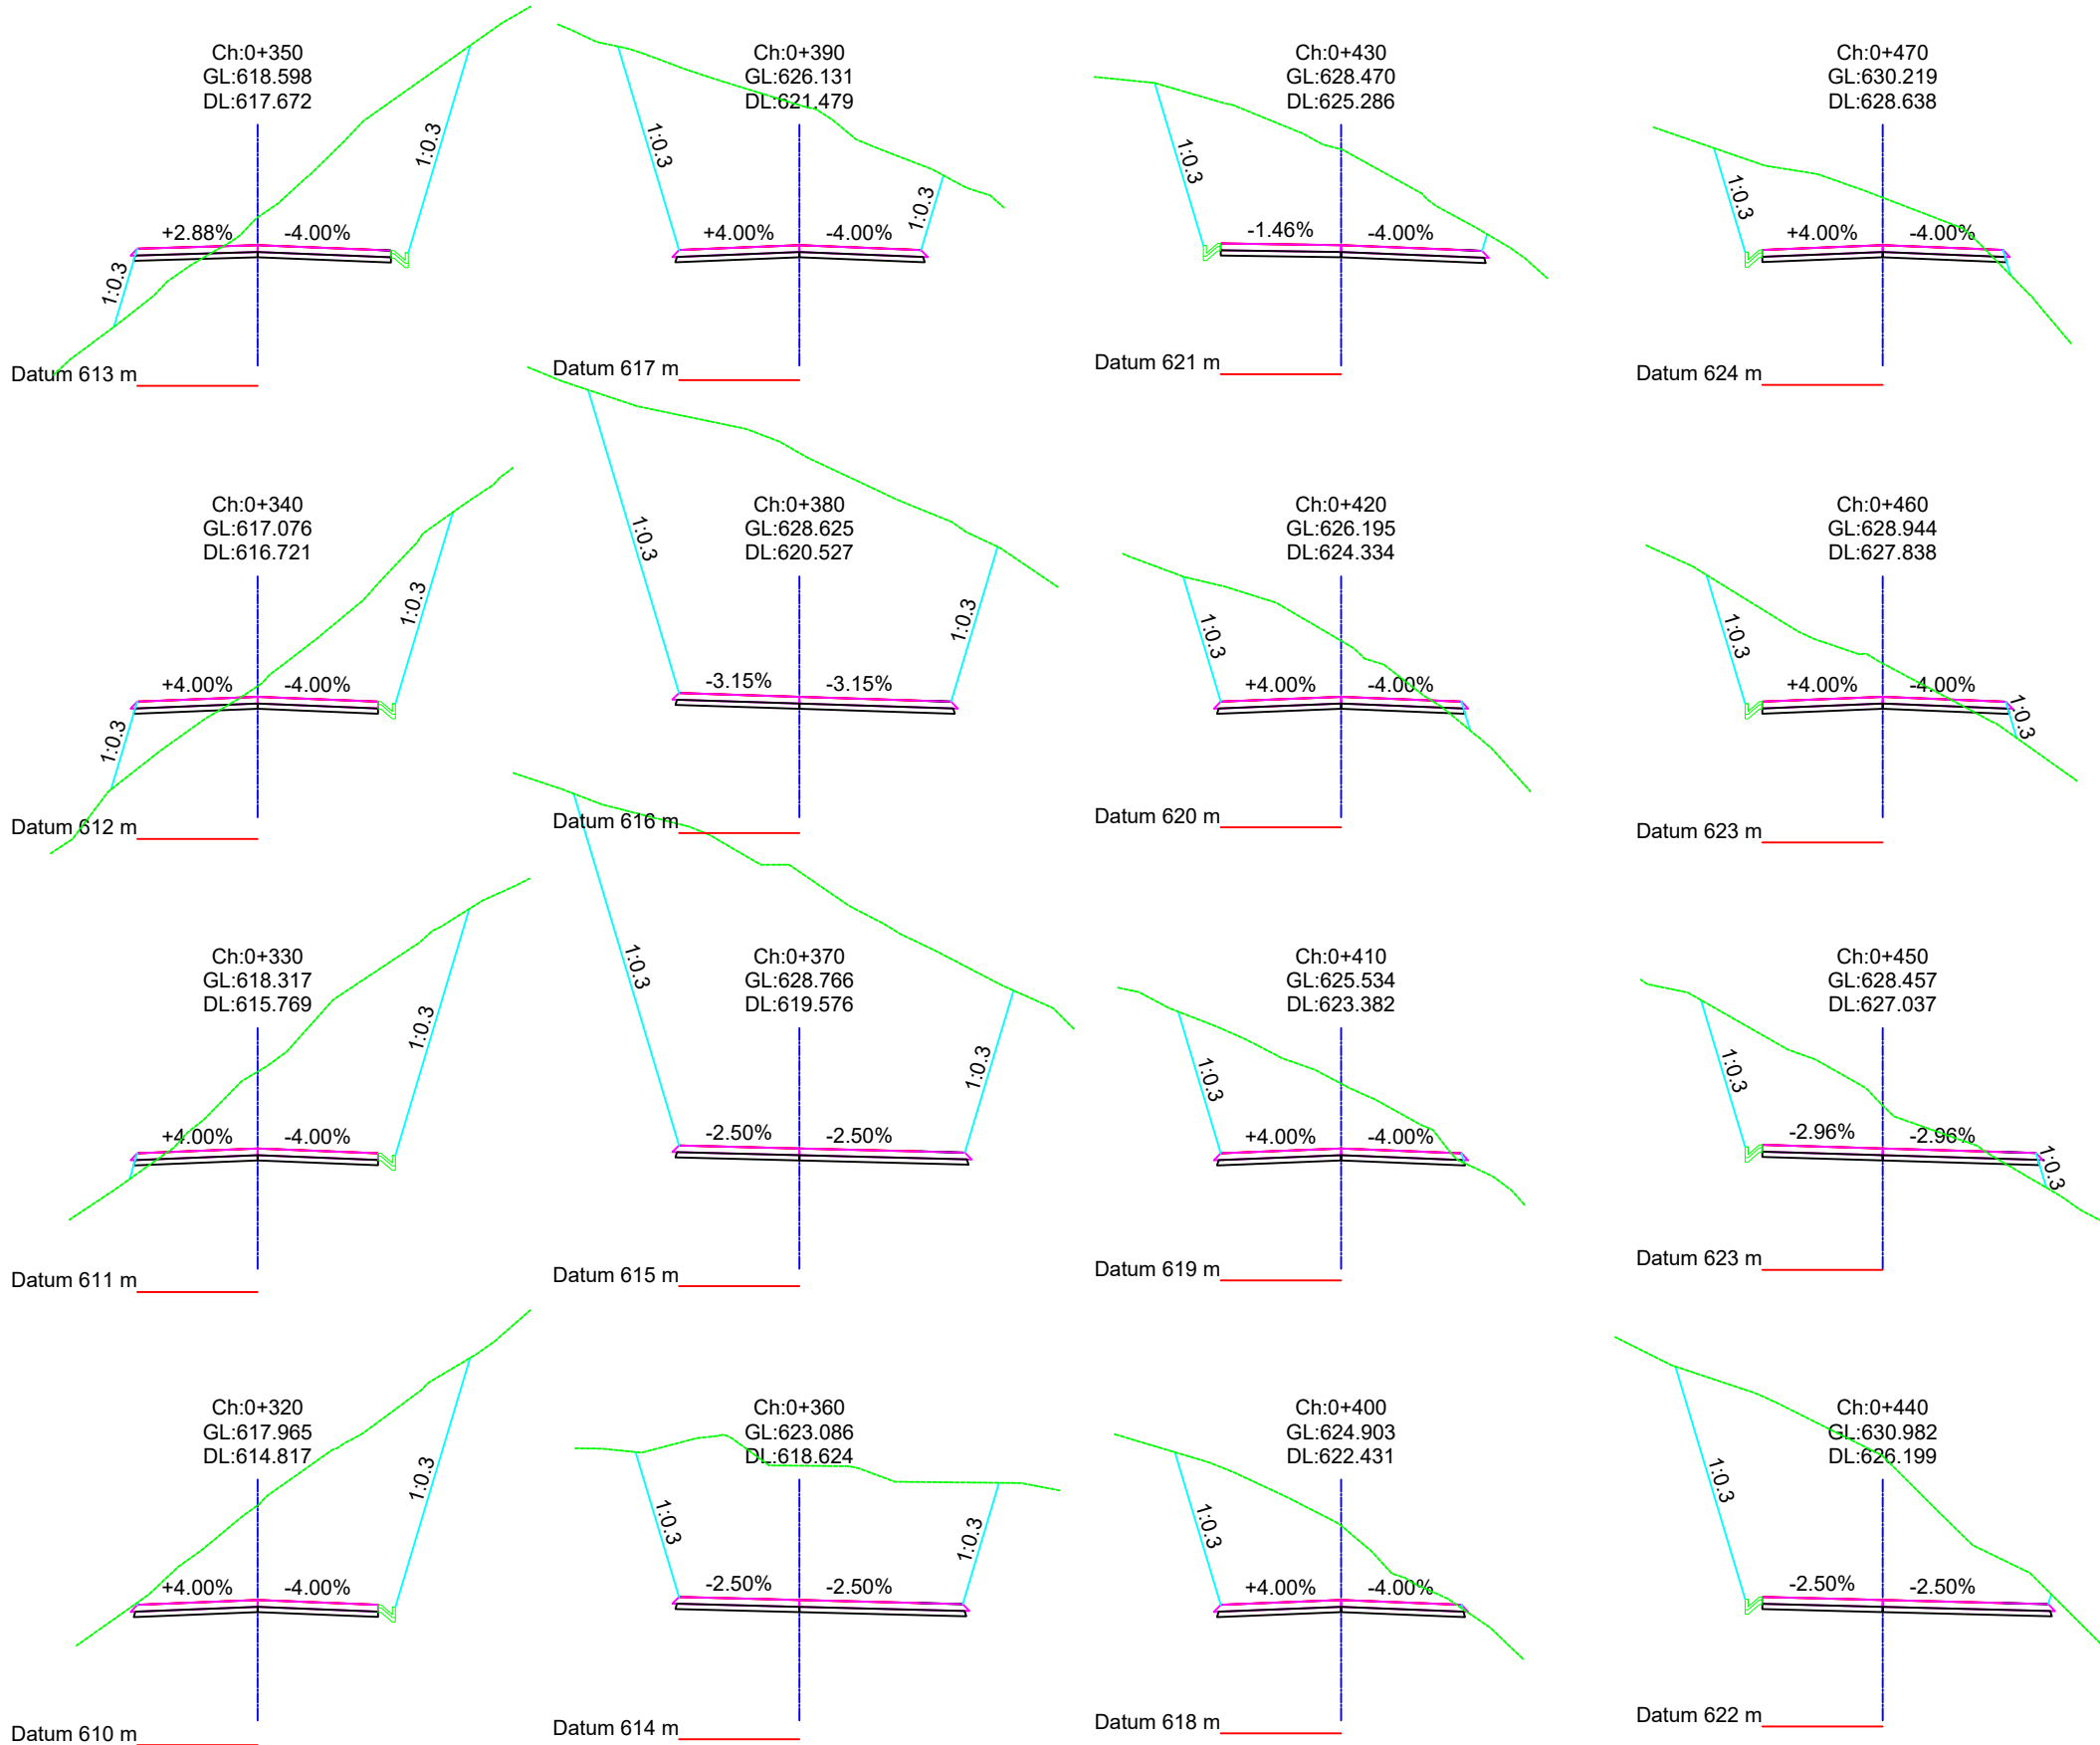 Ch:0+350
GL:618.598
DL:617.672
1:0.3
+2.88%
-4.00%
1:0.3
Datum 613 m
Ch:0+390
GL:626.131
DL:621.479
1:0.3
1:0.3
+4.00%
-4.00%
Datum 617 m
Ch:0+430
GL:628.470
DL:625.286
1:0.3
-1.46%
-4.00%
Datum 621 m
Ch:0+470
GL:630.219
DL:628.638
1:0.3
+4.00%
-4.00%
Datum 624 m
Ch:0+340
GL:617.076
DL:616.721
1:0.3
+4.00%
-4.00%
1:0.3
Datum 612 m
Ch:0+380
GL:628.625
DL:620.527
1:0.3
1:0.3
-3.15%
-3.15%
Datum 616 m
Ch:0+420
GL:626.195
DL:624.334
1:0.3
+4.00%
-4.00%
Datum 620 m
Ch:0+460
GL:628.944
DL:627.838
1:0.3
+4.00%
-4.00%
1:0.3
Datum 623 m
Ch:0+330
GL:618.317
DL:615.769
1:0.3
+4.00%
-4.00%
Datum 611 m
Ch:0+370
GL:628.766
DL:619.576
1:0.3
1:0.3
-2.50%
-2.50%
Datum 615 m
Ch:0+410
GL:625.534
DL:623.382
1:0.3
+4.00%
-4.00%
Datum 619 m
Ch:0+450
GL:628.457
DL:627.037
1:0.3
-2.96%
-2.96%
1:0.3
Datum 623 m
Ch:0+320
GL:617.965
DL:614.817
1:0.3
+4.00%
-4.00%
Datum 610 m
Ch:0+360
GL:623.086
DL:618.624
1:0.3
1:0.3
-2.50%
-2.50%
Datum 614 m
Ch:0+400
GL:624.903
DL:622.431
1:0.3
+4.00%
-4.00%
Datum 618 m
Ch:0+440
GL:630.982
DL:626.199
1:0.3
-2.50%
-2.50%
Datum 622 m